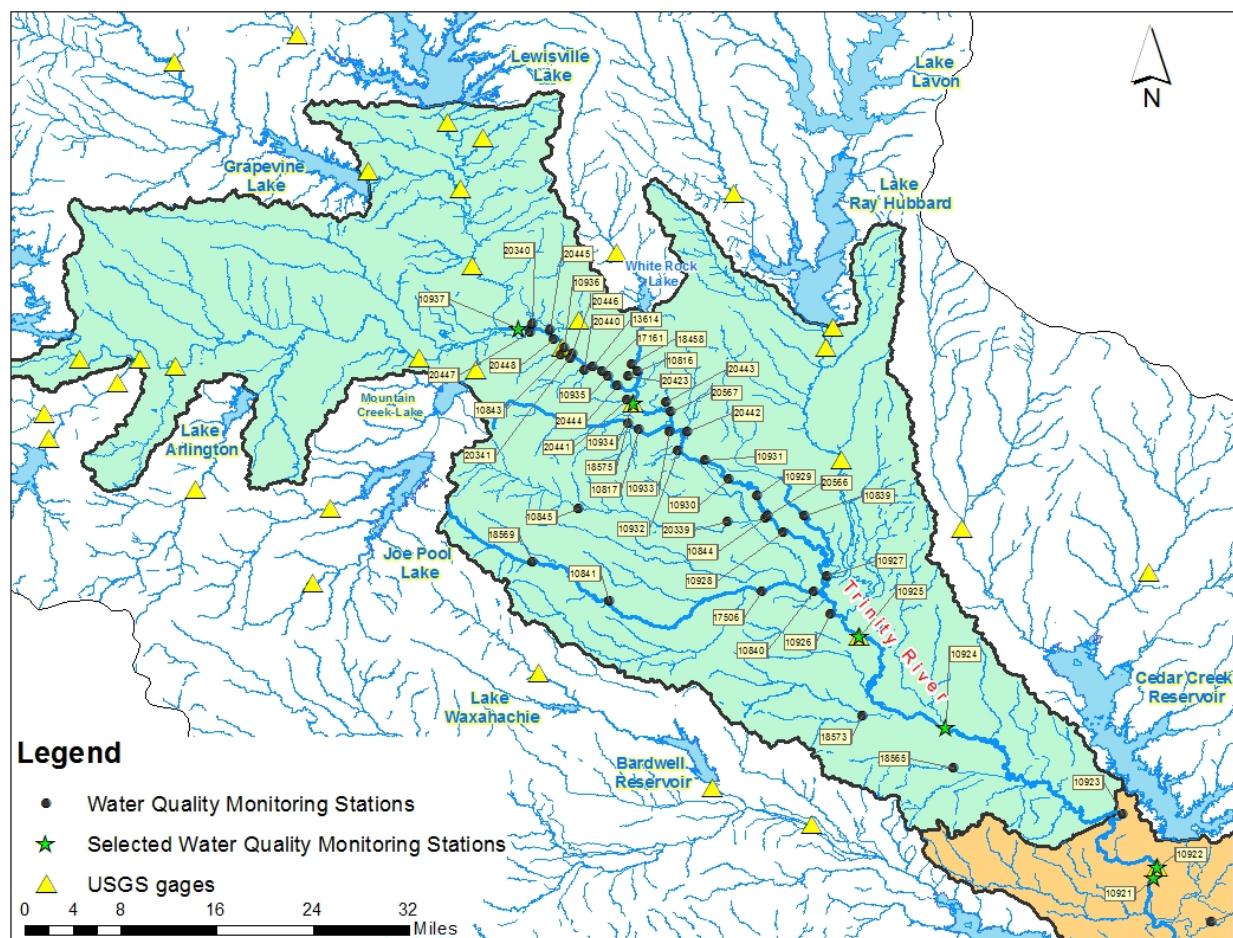 Lewisville
Lake
Lake
Lavon
N
Grapevine
Lake
Lake
Ray Hubbard
20340
20445
10936
White Rock
Lake
10937
20446
20440
13614
17161
18458
20447
20448
10816
20443
10935
20423
20567
Mountain
Creek-Lake
10843
20444
20442
Lake
Arlington
20441
10934
20341
18575
10931
10817
10933
10929
20566
10930
10839
10845
10932
20339
18569
10844
Joe Pool
Lake
10841
10928
10927
10925
Trinity River
17506
10926
10840
10924
Cedar Creek
Reservoir
Lake
Waxahachie
18573
Bardwell
Reservoir
18565
10923
10922
10921
Legend
Water Quality Monitoring Stations
Selected Water Quality Monitoring Stations
USGS gages
0 4 8 16 24 32
Miles